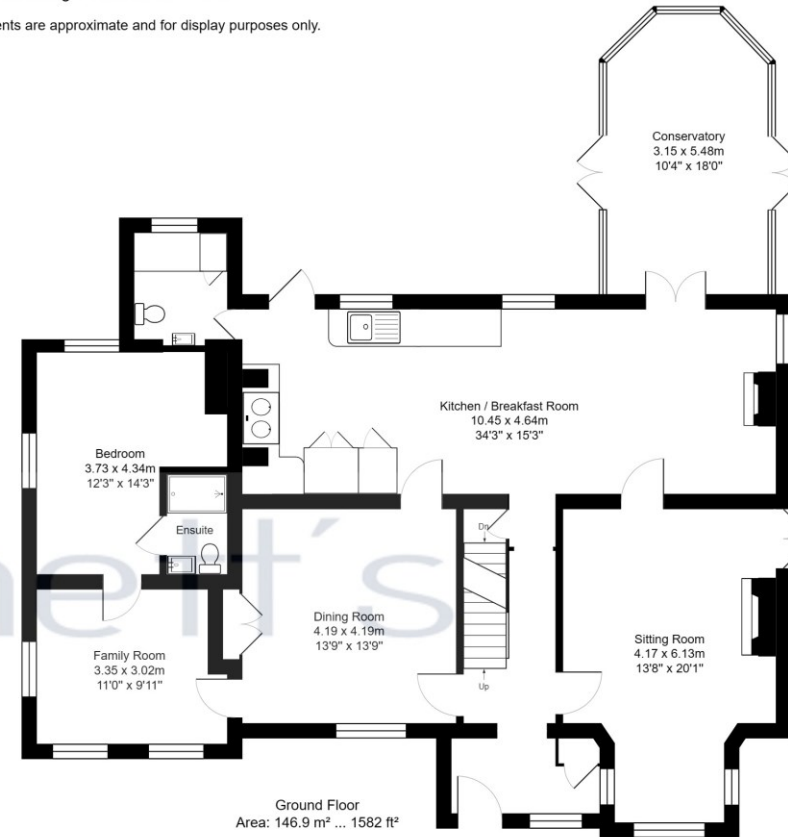 ents are approximate and for display purposes only.
Conservatory
3.15 x 5.48m
10'4" x 18'0"
Kitchen / Breakfast Room
10.45 x 4.64m
34'3" x 15'3"
Bedroom
3.73 x 4.34m
12'3" x 14'3"
Ensuite
Dn
Dining Room
4.19 x 4.19m
13'9" x 13'9"
Sitting Room
4.17 x 6.13m
13'8" x 20'1"
Family Room
3.35 x 3.02m
11'0" x 9'11"
Up
Ground Floor
Area: 146.9 m² ... 1582 ft²